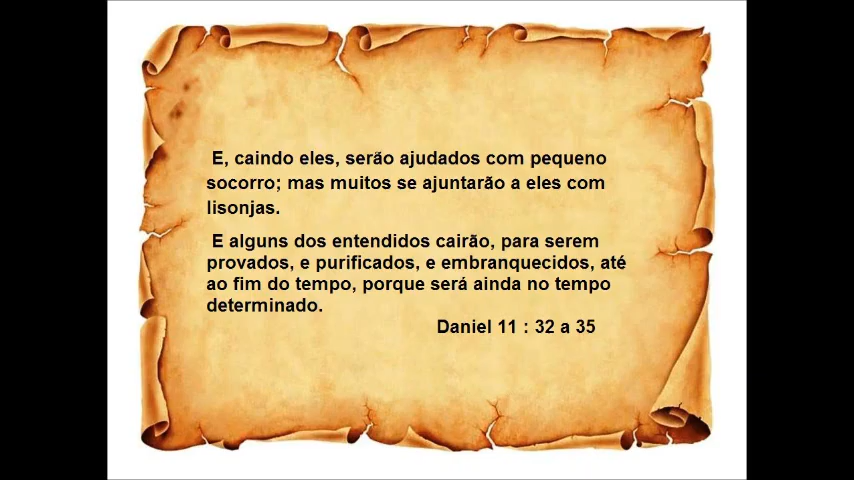 E, caindo eles, serão ajudados com pequeno
socorro; mas muitos se ajuntarão a eles com
lisonjas.
E alguns dos entendidos cairão, para serem
provados, e purificados, e embranquecidos, até
ao fim do tempo, porque será ainda no tempo
determinado.
Daniel 11 : 32 a 35